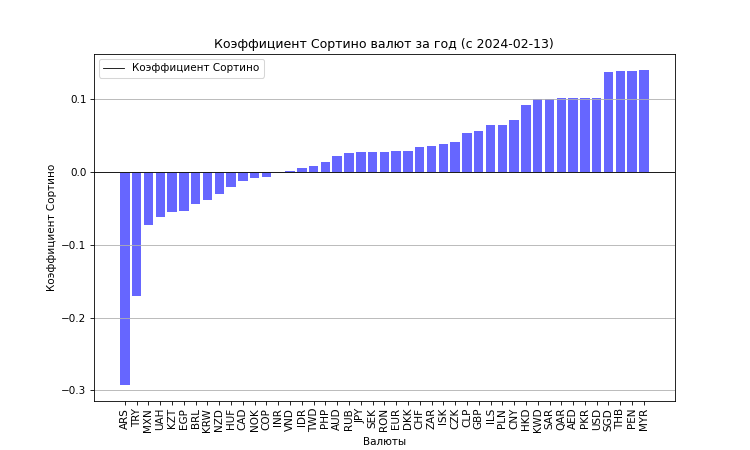 Коэффициент Сортино валют за год (с 2024-02-13)
Коэффициент Сортино
Коэффициент Сортино
0.1
0.0
−0.1
−0.2
−0.3
ARS TRY MXN UAH KZT EGP BRL KRW NZD HUF CAD NOK COP INR VND IDR TWD PHP AUD RUB JPY SEK RON EUR DKK CHF ZAR ISK CZK CLP GBP ILS PLN CNY HKD KWD SAR QAR AED PKR USD SGD THB PEN MYR
Валюты